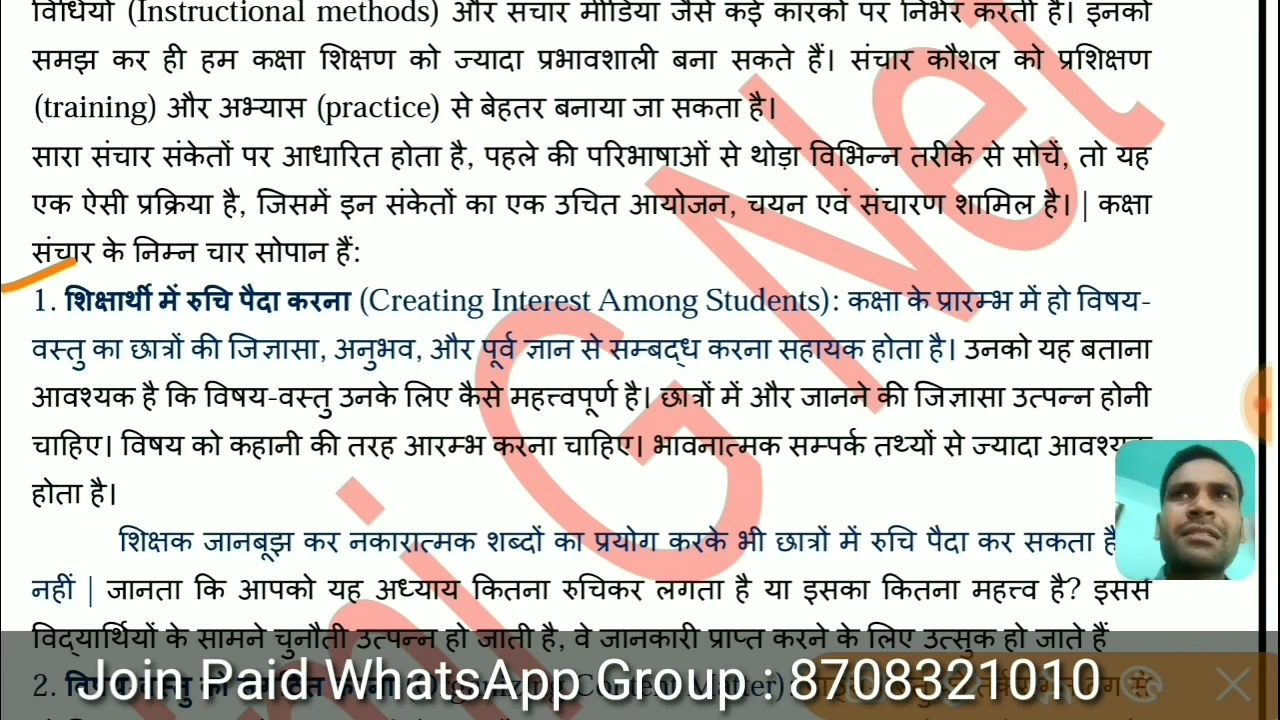 विधियों (Instructional methods) और संचार मीडिया जैसे कई कारकों पर निर्भर करती है। इनको
समझ कर ही हम कक्षा शिक्षण को ज्यादा प्रभावशाली बना सकते हैं। संचार कौशल को प्रशिक्षण
(training) और अभ्यास (practice) से बेहतर बनाया जा सकता है।
सारा संचार संकेतों पर आधारित होता है, पहले की परिभाषाओं से थोड़ा विभिन्न तरीके से सोचें, तो यह
एक ऐसी प्रक्रिया है, जिसमें इन संकेतों का एक उचित आयोजन, चयन एवं संचारण शामिल है। | कक्षा
संचार के निम्न चार सोपान हैं:
1. शिक्षार्थी में रुचि पैदा करना (Creating Interest Among Students): कक्षा के प्रारम्भ में हो विषय-
वस्तु का छात्रों की जिज्ञासा, अनुभव, और पूर्व ज्ञान से सम्बद्ध करना सहायक होता है। उनको यह बताना
आवश्यक है कि विषय-वस्तु उनके लिए कैसे महत्त्वपूर्ण है। छात्रों में और जानने की जिज्ञासा उत्पन्न होनी
चाहिए। विषय को कहानी की तरह आरम्भ करना चाहिए। भावनात्मक सम्पर्क तथ्यों से ज्यादा आवश्यक
होता है।
शिक्षक जानबूझ कर नकारात्मक शब्दों का प्रयोग करके भी छात्रों में रुचि पैदा कर सकता है
नहीं | जानता कि आपको यह अध्याय कितना रुचिकर लगता है या इसका कितना महत्त्व है? इससे
विद्यार्थियों के सामने चुनौती उत्पन्न हो जाती है, वे जानकारी प्राप्त करने के लिए उत्सुक हो जाते हैं
Join Paid WhatsApp Group : 8708321010
2.
G Net